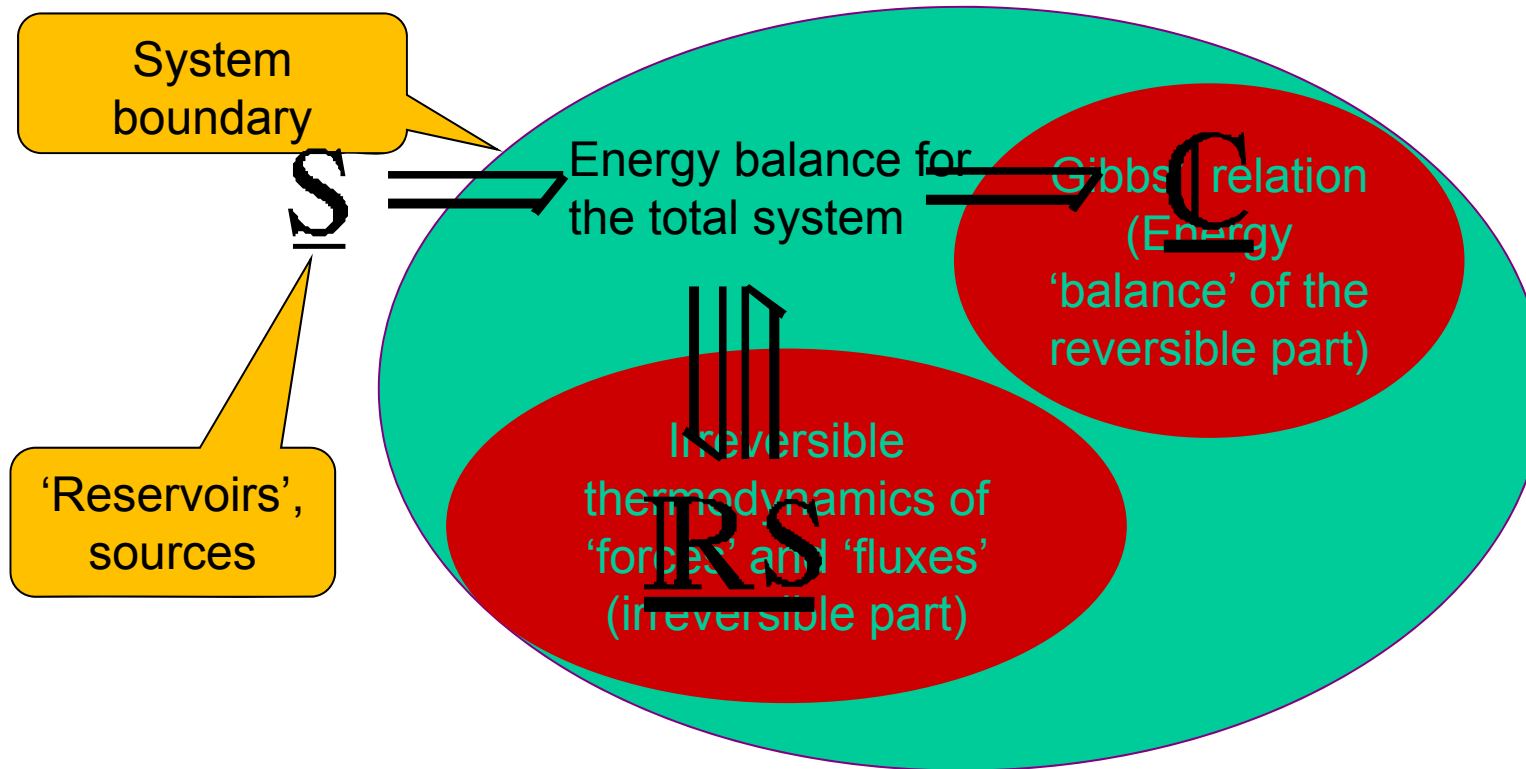 System
boundary
S
Energy balance for
the total system
Gibbs’ relation
(Energy
‘balance’ of the
reversible part)
C
‘Reservoirs’,
sources
Irreversible
thermodynamics of
‘forces’ and ‘fluxes’
(irreversible part)
RS